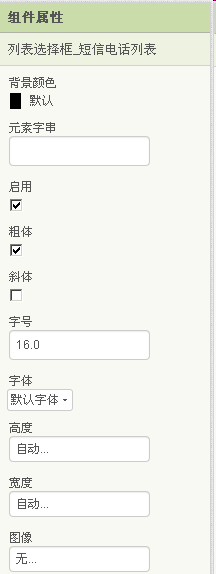 组件属性
列表选择框_短信电话列表
背景颜色
默认
元素字串
启用
粗体
斜体
字号
16.0
字体
默认字体
高度
自动...
宽度
自动...
图像
无...